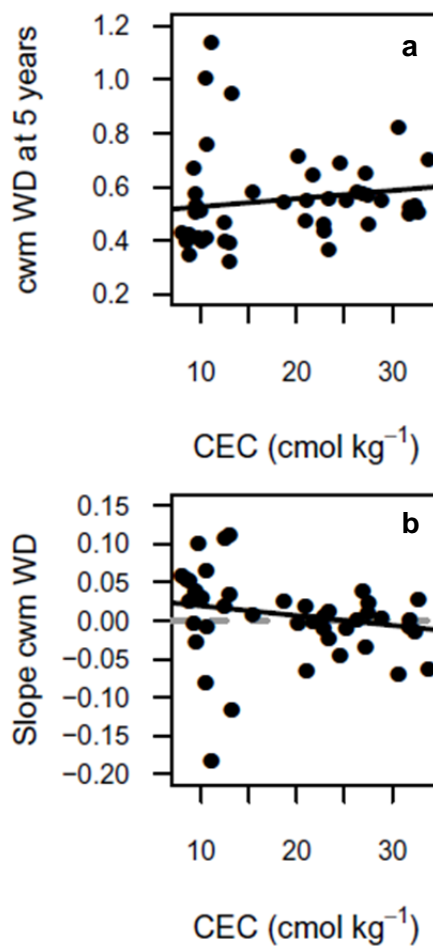 a
cwm WD at 5 years
1.2
1.0
0.8
0.6
0.4
0.2
10 20 30
CEC (cmol kg⁻¹)
b
Slope cwm WD
0.15
0.10
0.05
0.00
−0.05
−0.10
−0.15
−0.20
10 20 30
CEC (cmol kg⁻¹)